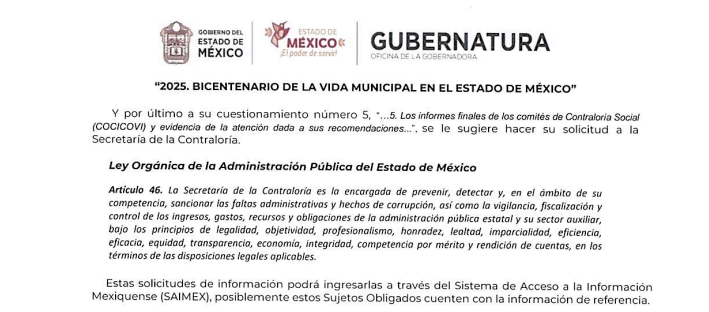 GOBIERNO DEL
ESTADO DE
MÉXICO
ESTADO DE
MÉXICO
¡El poder de servir!
GUBERNATURA
OFICINA DE LA GOBERNADORA
“2025. BICENTENARIO DE LA VIDA MUNICIPAL EN EL ESTADO DE MÉXICO”
Y por último a su cuestionamiento número 5, “...5. Los informes finales de los comités de Contraloría Social
(COCICOVI) y evidencia de la atención dada a sus recomendaciones...”, se le sugiere hacer su solicitud a la
Secretaría de la Contraloría.
Ley Orgánica de la Administración Pública del Estado de México
Artículo 46. La Secretaría de la Contraloría es la encargada de prevenir, detectar y, en el ámbito de su
competencia, sancionar las faltas administrativas y hechos de corrupción, así como la vigilancia, fiscalización y
control de los ingresos, gastos, recursos y obligaciones de la administración pública estatal y su sector auxiliar,
bajo los principios de legalidad, objetividad, profesionalismo, honradez, lealtad, imparcialidad, eficiencia,
eficacia, equidad, transparencia, economía, integridad, competencia por mérito y rendición de cuentas, en los
términos de las disposiciones legales aplicables.
Estas solicitudes de información podrá ingresarlas a través del Sistema de Acceso a la Información
Mexiquense (SAIMEX), posiblemente estos Sujetos Obligados cuenten con la información de referencia.